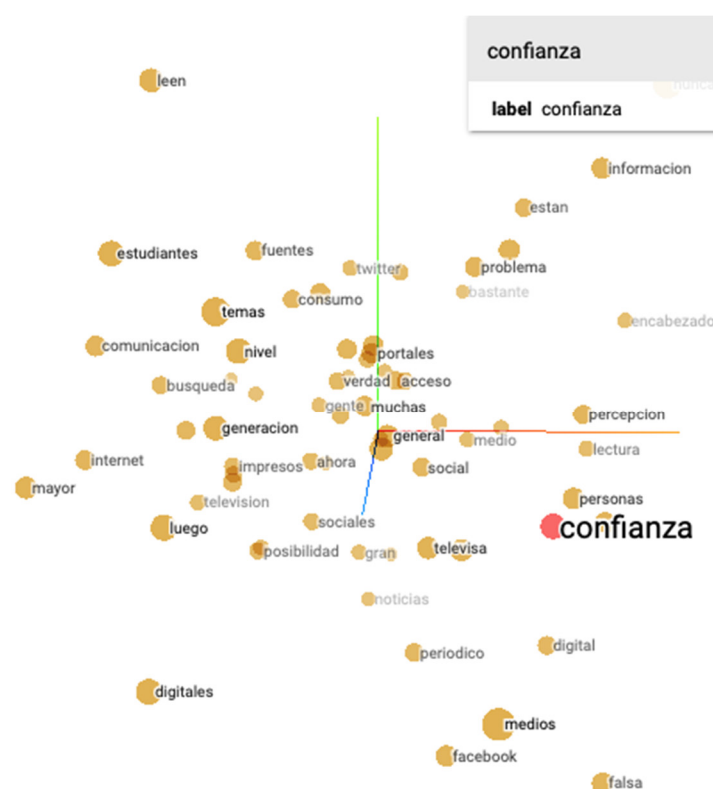 confianza
leen
nunca
label confianza
informacion
estan
estudiantes
fuentes
twitter
problema
consumo
bastante
temas
encabezado
comunicacion
nivel
portales
busqueda
verdad
acceso
gente
muchas
percepcion
generacion
general
medio
lectura
internet
impresos
ahora
social
mayor
television
personas
luego
sociales
confianza
posibilidad
gran
televisa
noticias
periodico
digital
digitales
medios
facebook
falsa